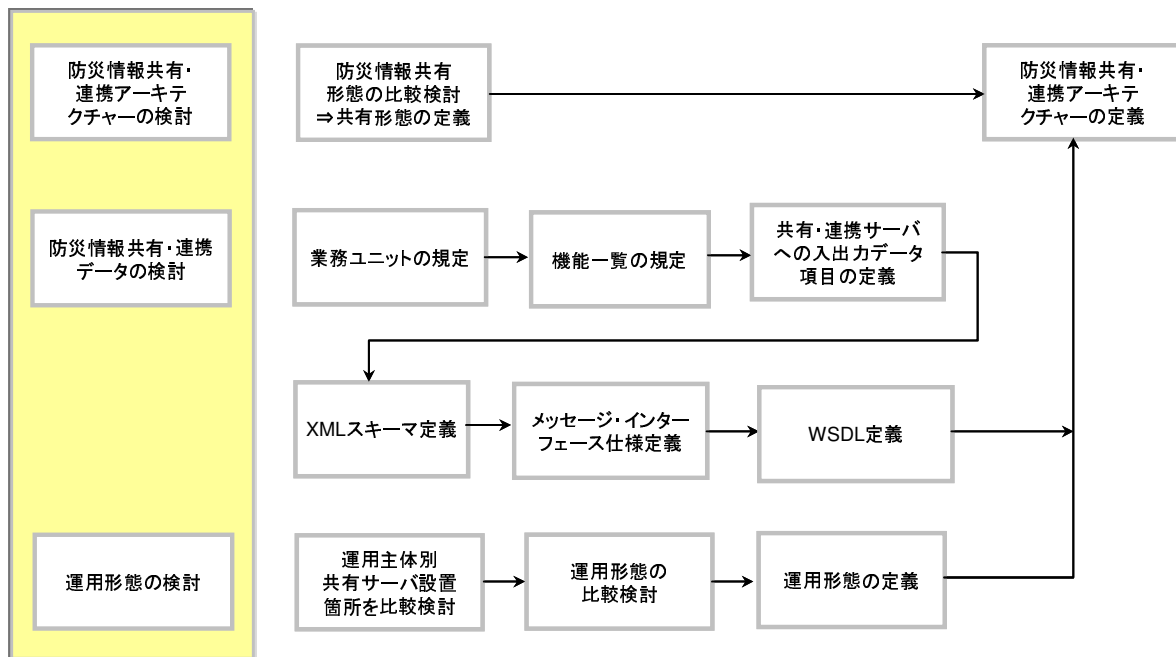 防災情報共有・
連携アーキテ
クチャーの検討
防災情報共有
形態の比較検討
⇒共有形態の定義
防災情報共有・
連携アーキテ
クチャーの定義
防災情報共有・連携
データの検討
業務ユニットの規定
機能一覧の規定
共有・連携サーバ
への入出力データ
項目の定義
XMLスキーマ定義
メッセージ・インター
フェース仕様定義
WSDL定義
運用形態の検討
運用主体別
共有サーバ設置
箇所を比較検討
運用形態の
比較検討
運用形態の定義